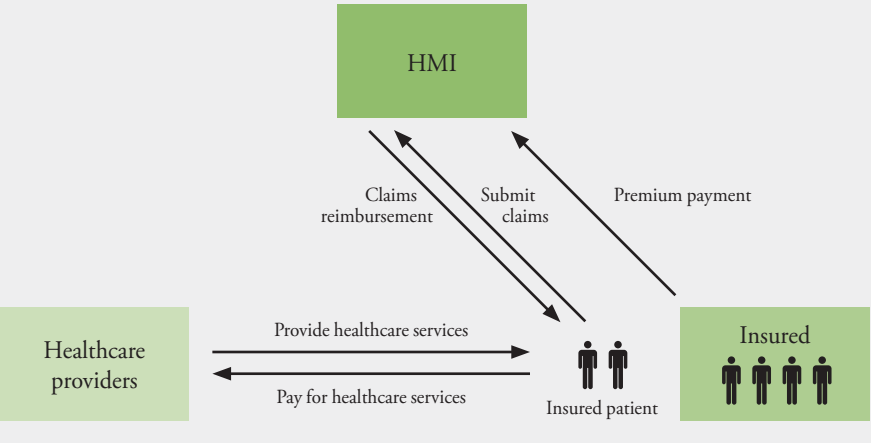 HMI
Claims
reimbursement
Submit
claims
Premium payment
Healthcare
providers
Provide healthcare services
Pay for healthcare services
Insured patient
Insured